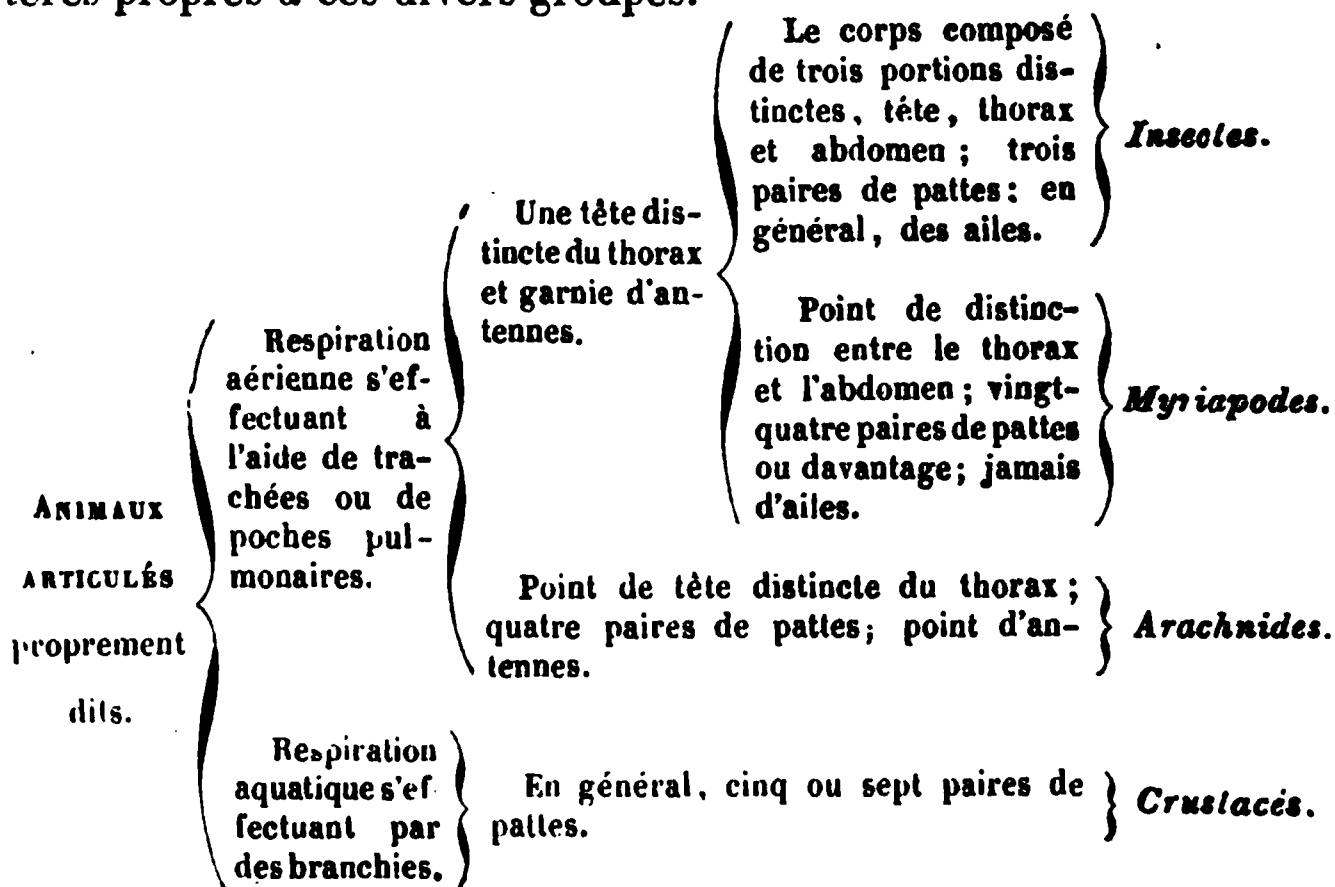 tères propres à ces divers groupes.
ANIMAUX
ARTICULÉS
proprement
dits.
Respiration
aérienne s'ef-
fectuant à
l'aide de tra-
chées ou de
poches pul-
monaires.
Une tête dis-
tincte du thorax
et garnie d'an-
tennes.
Le corps composé
de trois portions dis-
tinctes, tête, thorax
et abdomen ; trois
paires de pattes : en
général, des ailes.
Insectes.
Point de distinc-
tion entre le thorax
et l'abdomen ; vingt-
quatre paires de pattes
ou davantage ; jamais
d'ailes.
Myriapodes.
Point de tête distincte du thorax ;
quatre paires de pattes; point d'an-
tennes.
Arachnides.
Respiration
aquatique s'ef
fectuant par
des branchies.
En général, cinq ou sept paires de
pattes.
Crustacés.